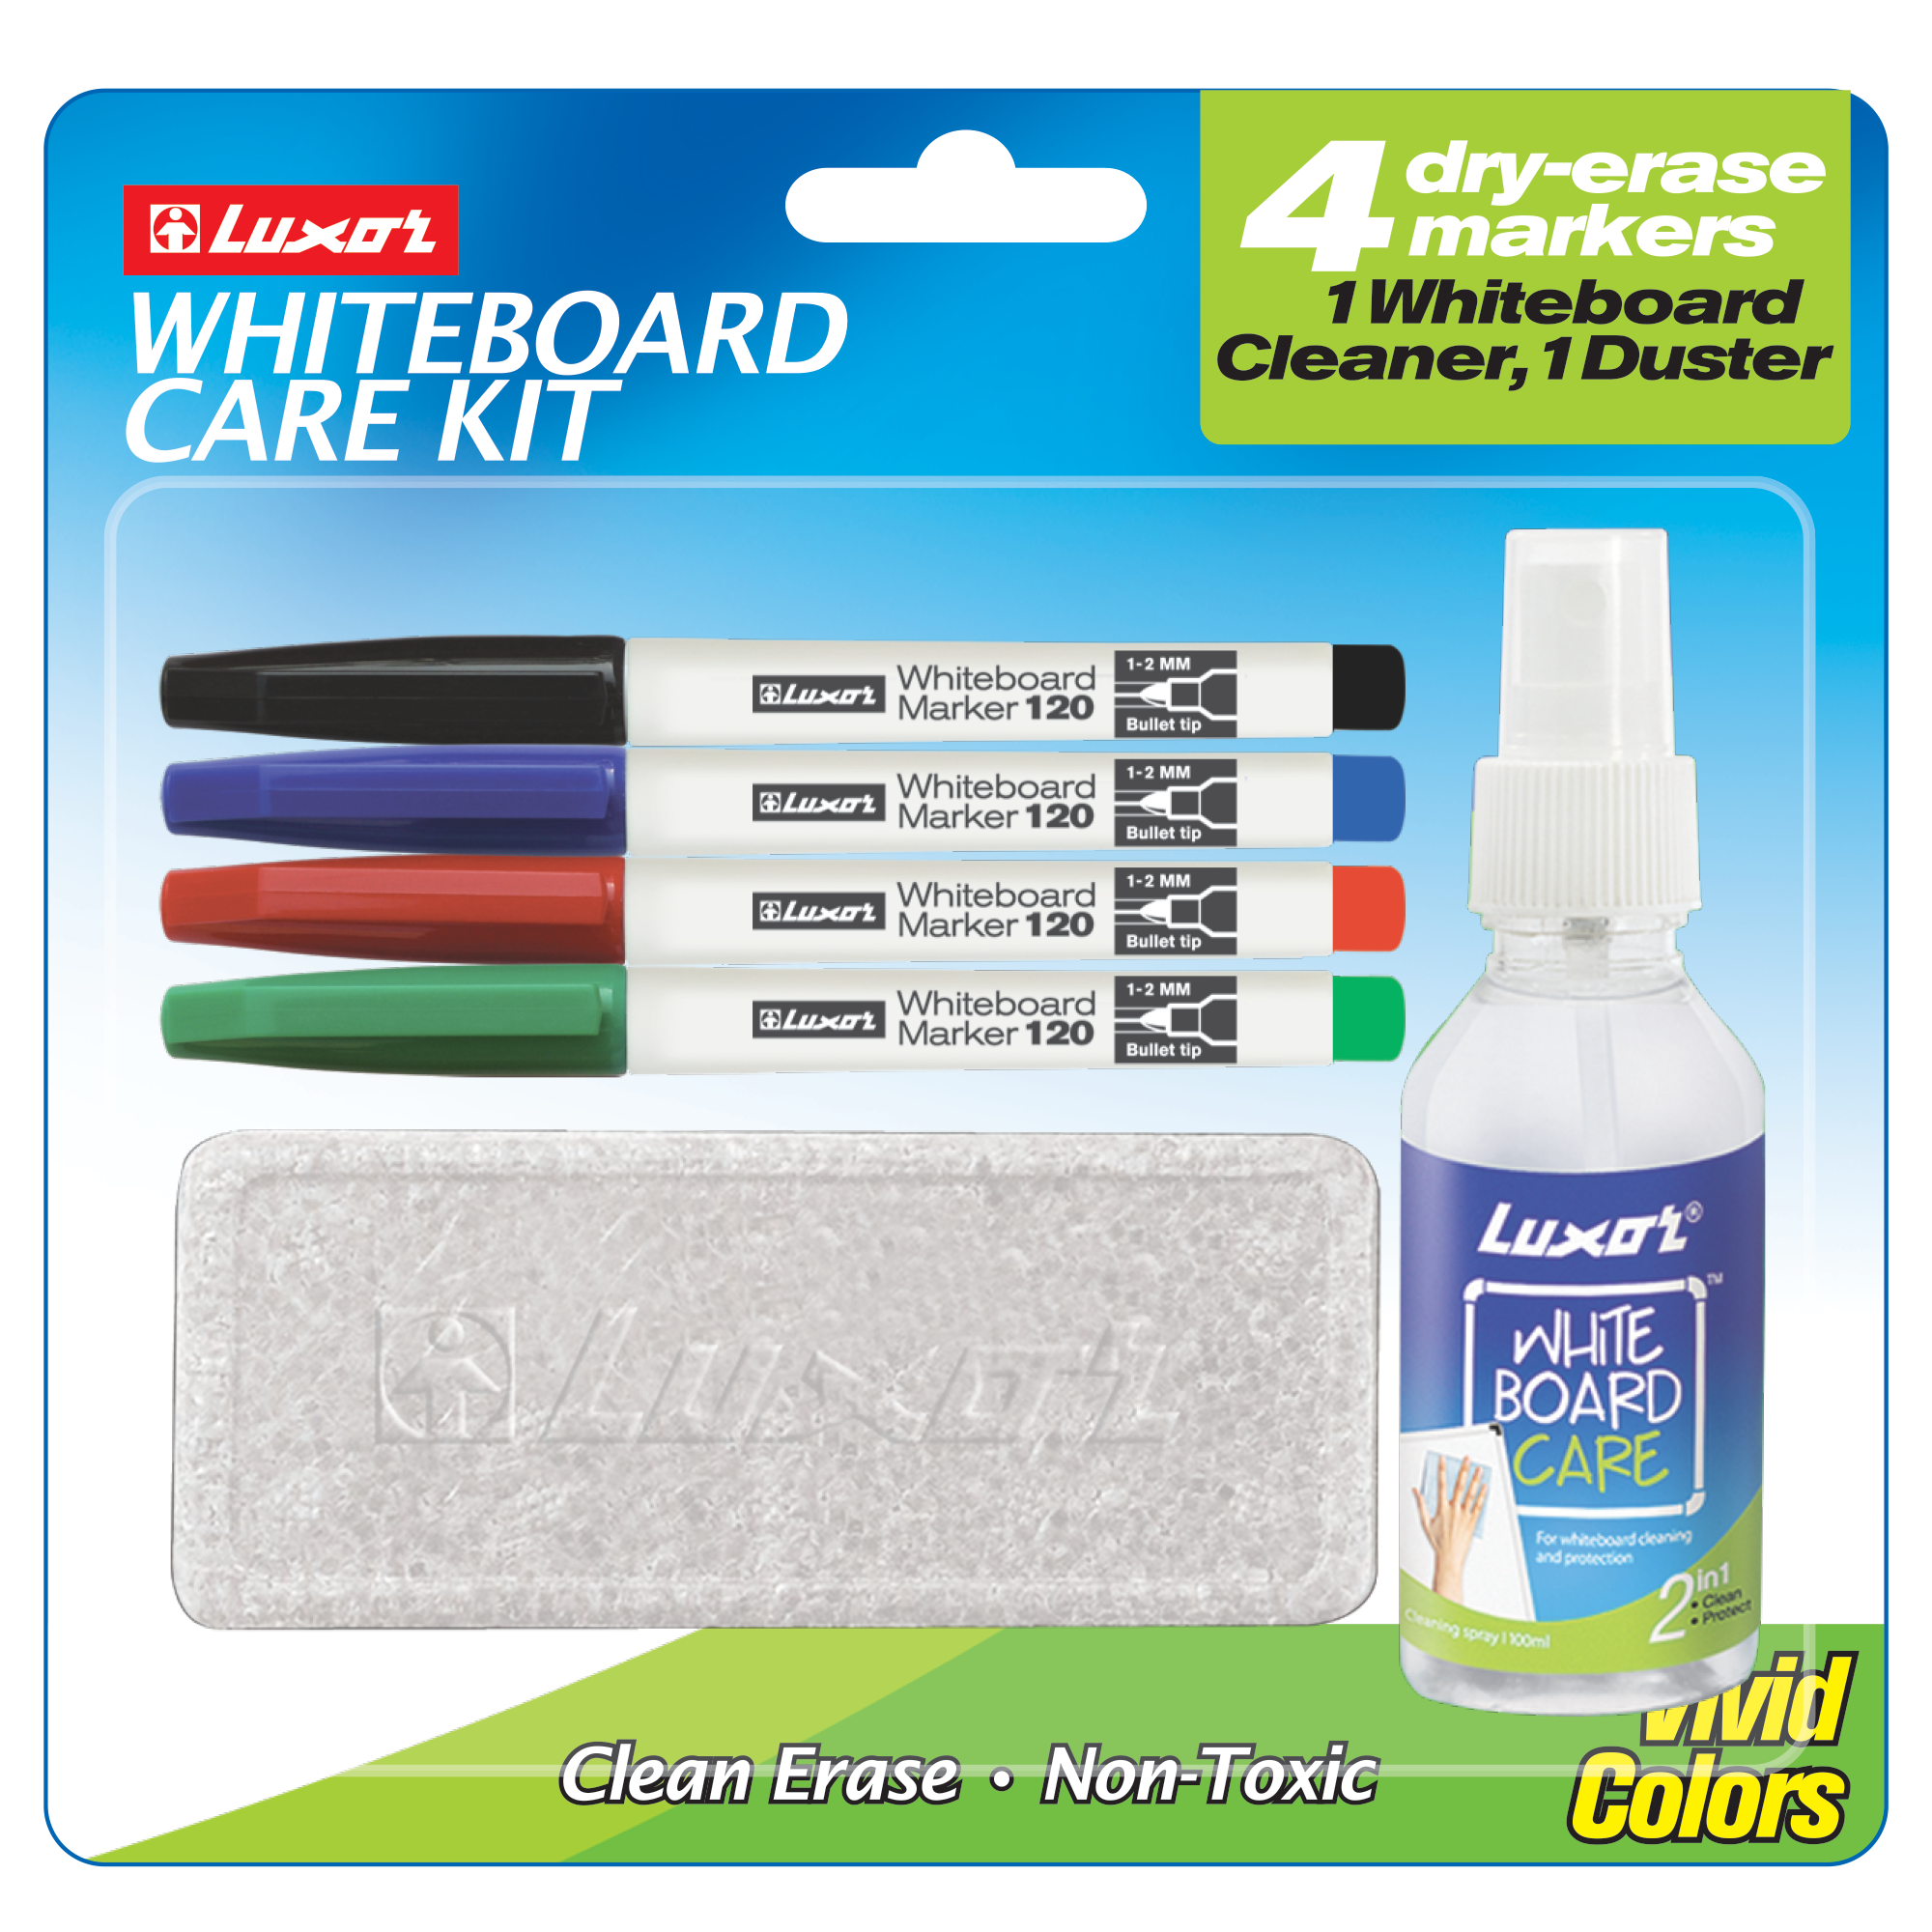 Luxor
WHITEBOARD
CARE KIT
4 dry-erase
markers
1 Whiteboard
Cleaner, 1 Duster
Luxor Whiteboard
Marker 120
1-2 MM
Bullet tip
Luxor Whiteboard
Marker 120
1-2 MM
Bullet tip
Luxor Whiteboard
Marker 120
1-2 MM
Bullet tip
Luxor Whiteboard
Marker 120
1-2 MM
Bullet tip
Luxor
Luxor®
WHITE ™
BOARD
CARE
For whiteboard cleaning
and protection
2 in1
• Clean
• Protect
Cleaning spray | 100ml
Clean Erase • Non-Toxic
Vivid
Colors